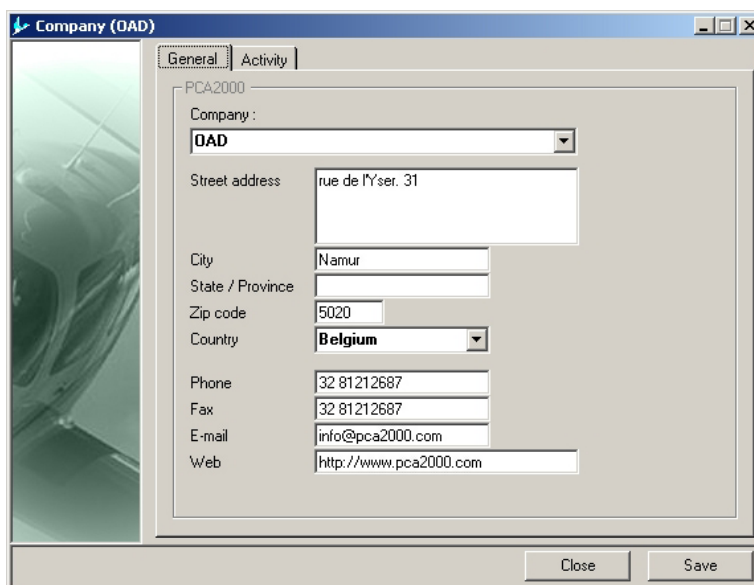 Company (OAD)
General Activity
PCA2000
Company :
OAD
Street address rue de l'Yser. 31
City Namur
State / Province
Zip code 5020
Country Belgium
Phone 32 81212687
Fax 32 81212687
E-mail info@pca2000.com
Web http://www.pca2000.com
Close Save